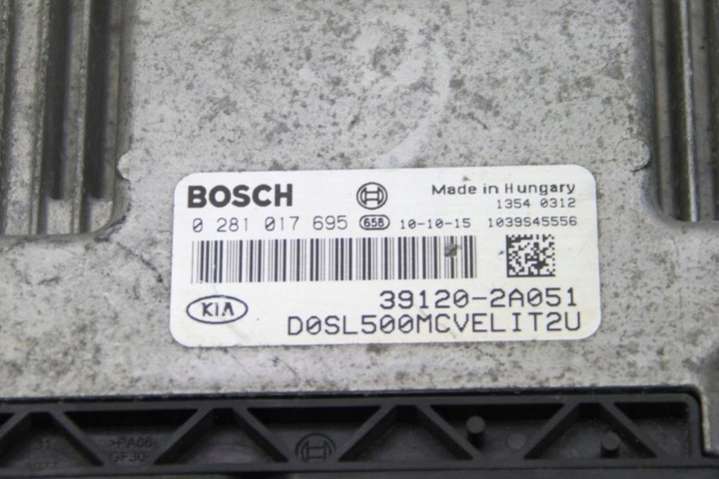 BOSCH Made in Hungary
1354 0312
0 281 017 695 658 10-10-15 1039S45556
39120-2A051
KIA
D0SL500MCVELIT2U
>PA66-